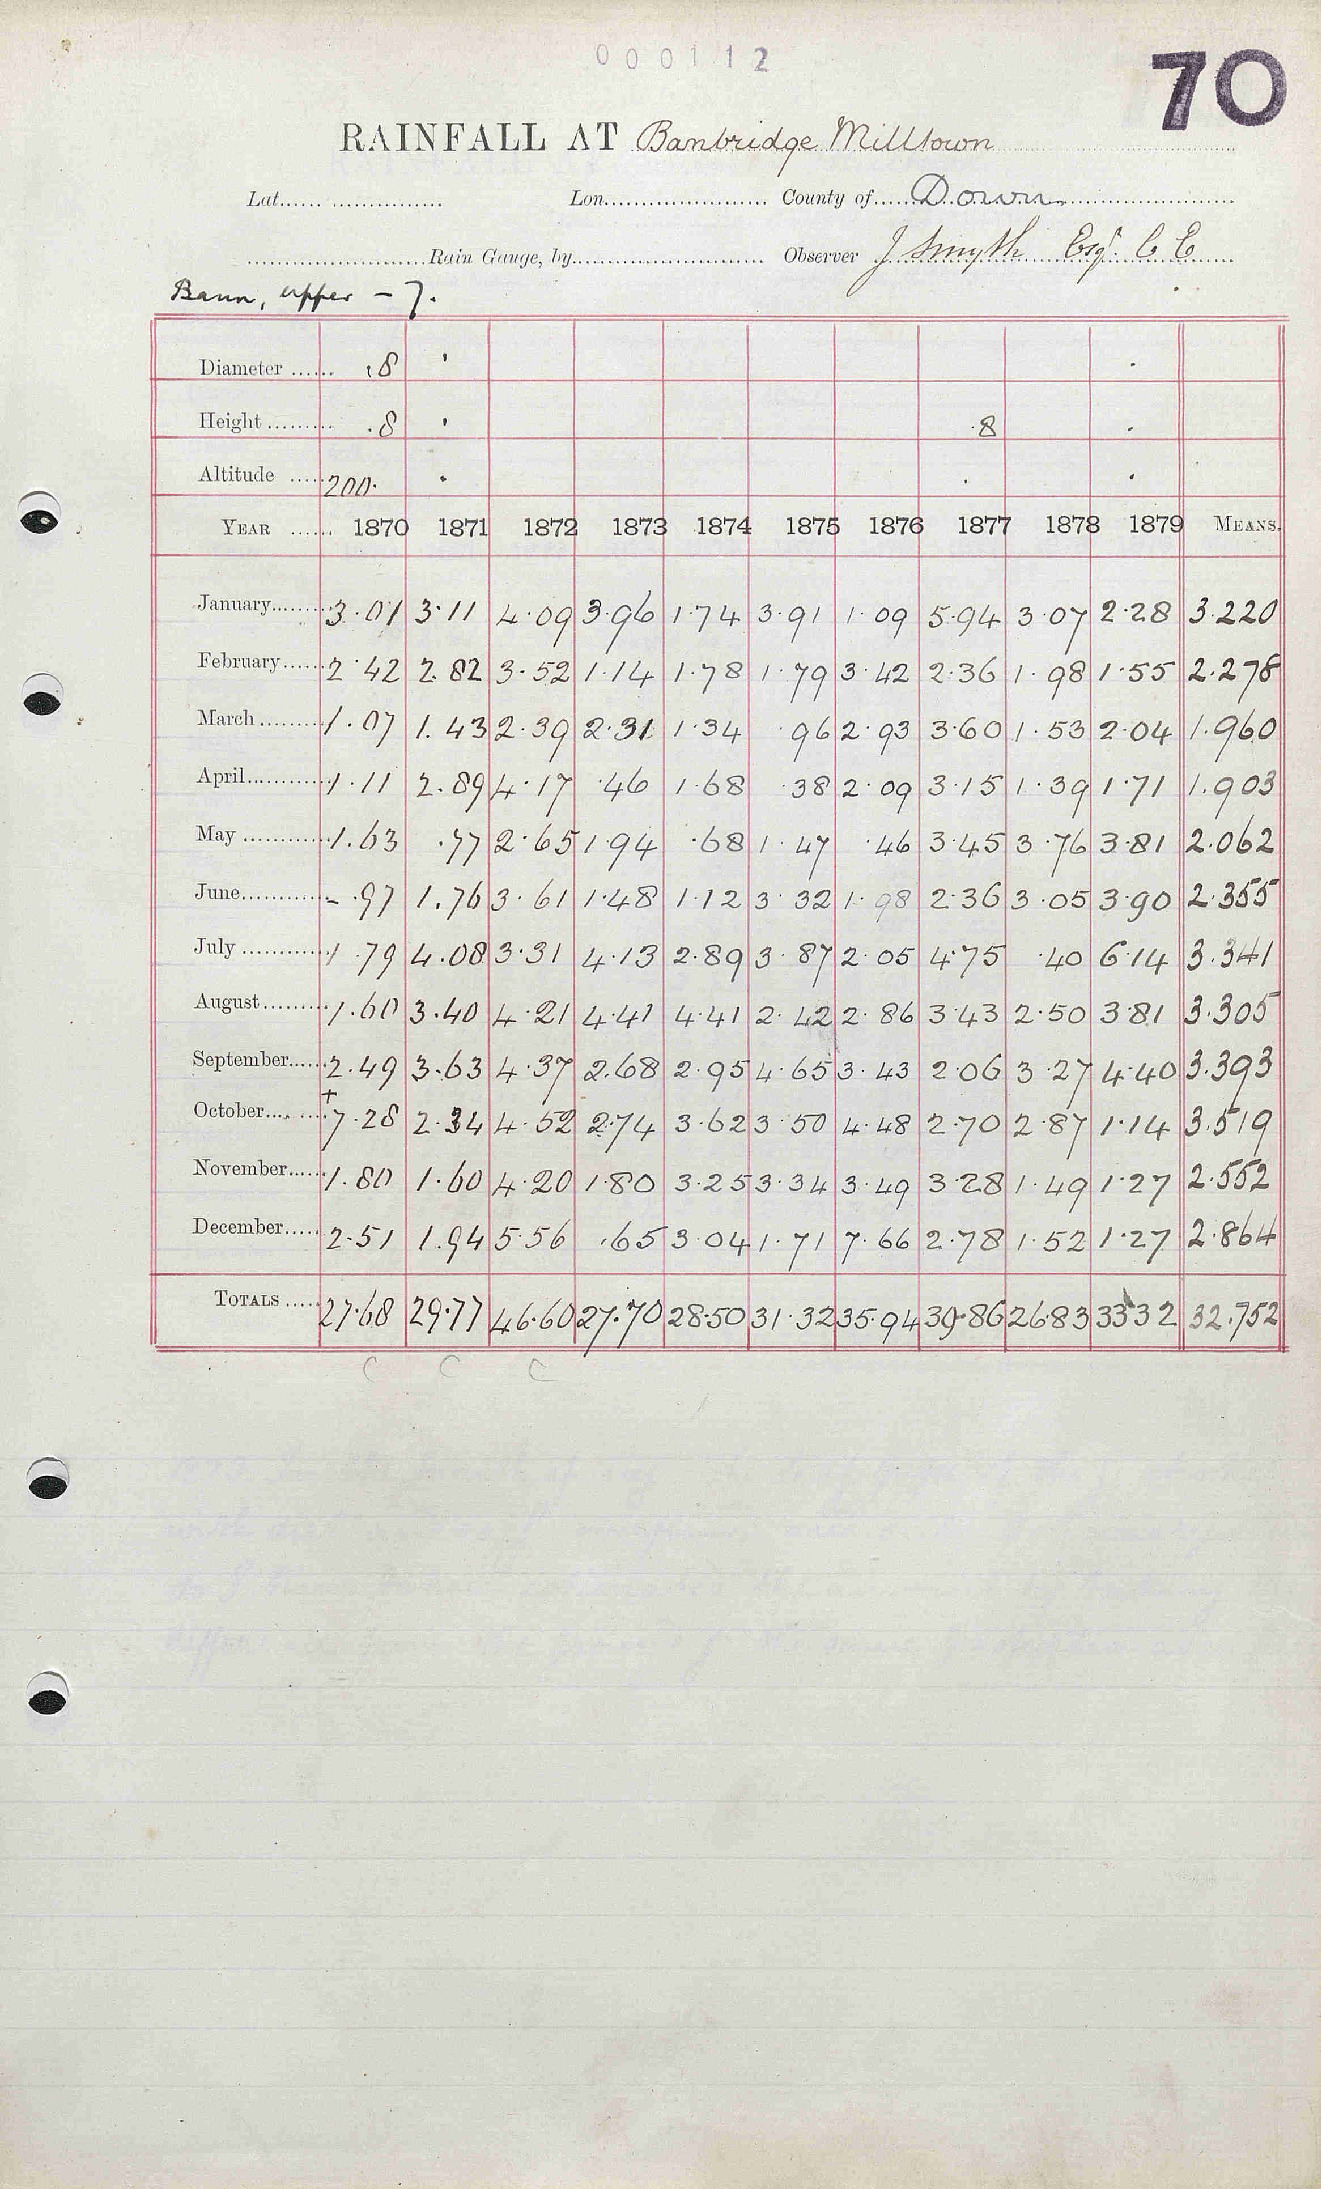 000112
70
RAINFALL AT Banbridge Milltown
Lat. Lon. County of Down
Rain Gauge, by Observer J Smyth Esq. C E
Bann, upper - 7.
Diameter 8
Height .8 .8
Altitude 200.
YEAR 1870 1871 1872 1873 1874 1875 1876 1877 1878 1879 MEANS.
January 3.01 3.11 4.09 3.96 1.74 3.91 1.09 5.94 3.07 2.28 3.220
February 2.42 2.82 3.52 1.14 1.78 1.79 3.42 2.36 1.98 1.55 2.278
March 1.07 1.43 2.39 2.31 1.34 .96 2.93 3.60 1.53 2.04 1.960
April 1.11 2.89 4.17 .46 1.68 .38 2.09 3.15 1.39 1.71 1.903
May 1.63 .77 2.65 1.94 .68 1.47 .46 3.45 3.76 3.81 2.062
June - .97 1.76 3.61 1.48 1.12 3.32 1.98 2.36 3.05 3.90 2.355
July 1.79 4.08 3.31 4.13 2.89 3.87 2.05 4.75 .40 6.14 3.341
August 1.60 3.40 4.21 4.41 4.41 2.42 2.86 3.43 2.50 3.81 3.305
September 2.49 3.63 4.37 2.68 2.95 4.65 3.43 2.06 3.27 4.40 3.393
October + 7.28 2.34 4.52 2.74 3.62 3.50 4.48 2.70 2.87 1.14 3.519
November 1.80 1.60 4.20 1.80 3.25 3.34 3.49 3.28 1.49 1.27 2.552
December 2.51 1.94 5.56 .65 3.04 1.71 7.66 2.78 1.52 1.27 2.864
TOTALS 27.68 29.77 46.60 27.70 28.50 31.32 35.94 39.86 26.83 33.32 32.752
C C C